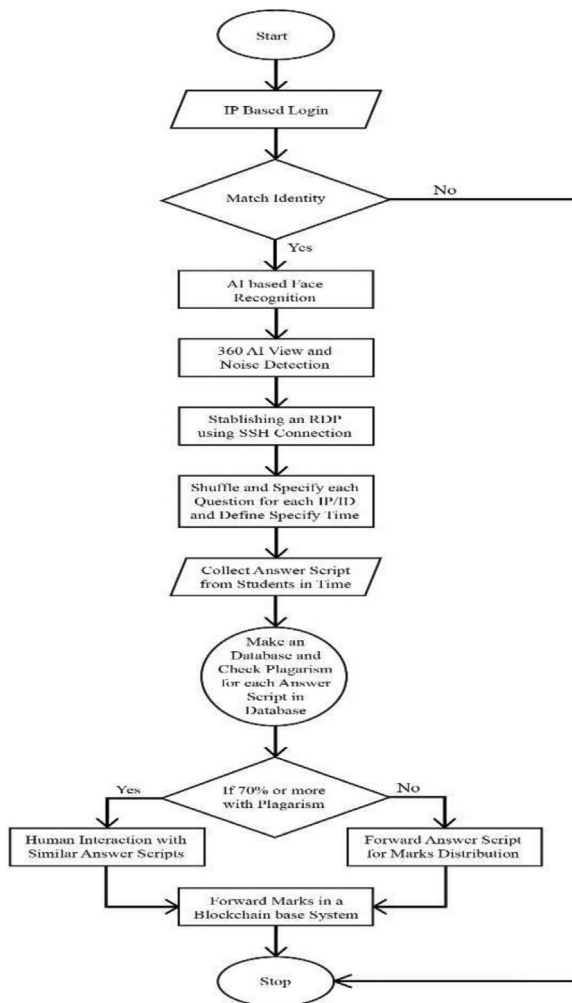 Start
IP Based Login
Match Identity
No
Yes
AI based Face
Recognition
360 AI View and
Noise Detection
Stablishing an RDP
using SSH Connection
Shuffle and Specify each
Question for each IP/ID
and Define Specify Time
Collect Answer Script
from Students in Time
Make an
Database and
Check Plagarism
for each Answer
Script in
Database
If 70% or more
with Plagarism
Yes
No
Human Interaction with
Similar Answer Scripts
Forward Answer Script
for Marks Distribution
Forward Marks in a
Blockchain base System
Stop